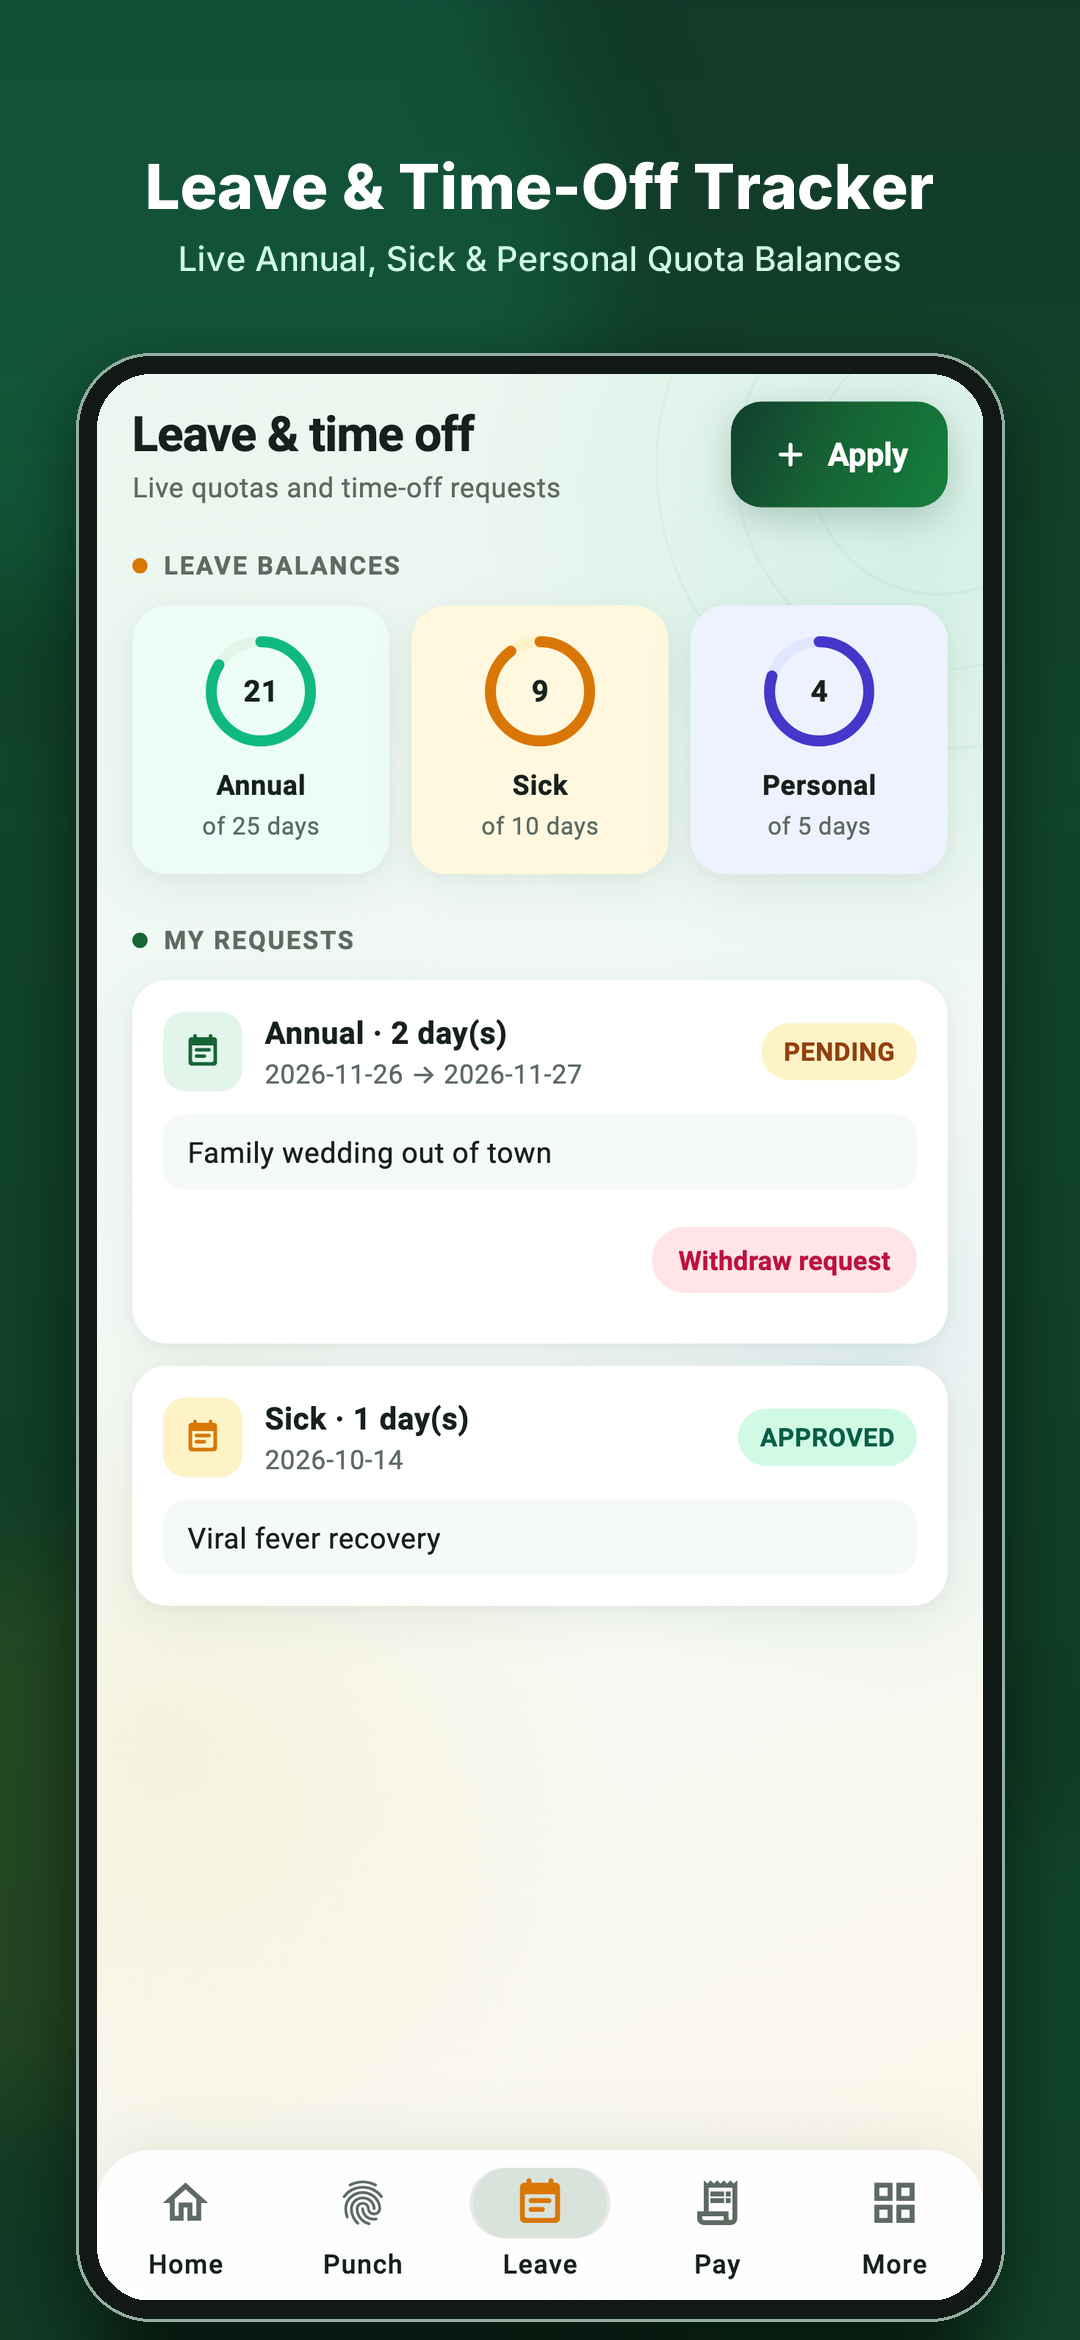 Leave & Time-Off Tracker
Live Annual, Sick & Personal Quota Balances
Leave & time off
Live quotas and time-off requests
+ Apply
LEAVE BALANCES
21
9
4
Annual
Sick
Personal
of 25 days
of 10 days
of 5 days
MY REQUESTS
Annual · 2 day(s)
2026-11-26 → 2026-11-27
PENDING
Family wedding out of town
Withdraw request
Sick · 1 day(s)
2026-10-14
APPROVED
Viral fever recovery
Home
Punch
Leave
Pay
More